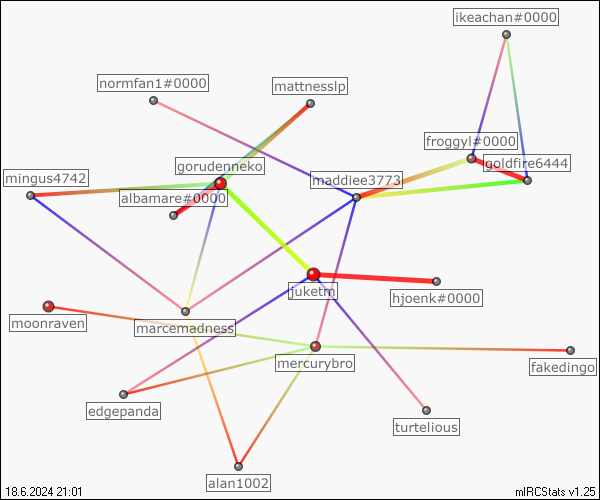 ikeachan#0000
normfan1#0000
mattnesslp
froggyl#0000
goldfire6444
gorudenneko
mingus4742
maddiee3773
albamare#0000
juketm
hjoenk#0000
moonraven
marcemadness
mercurybro
fakedingo
edgepanda
turtelious
alan1002
18.6.2024 21:01
mIRCStats v1.25